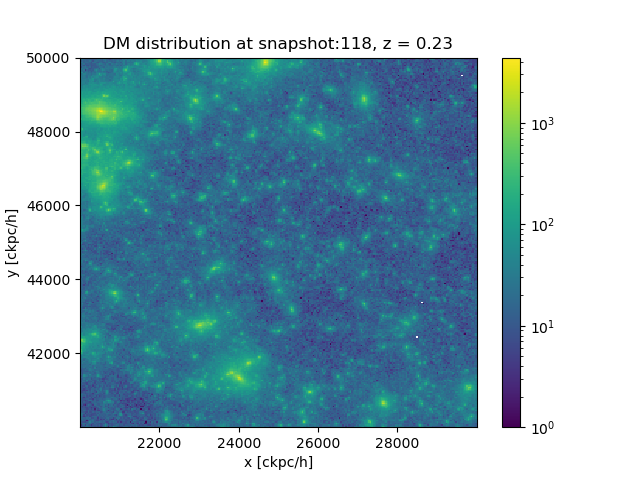 DM distribution at snapshot:118, z = 0.23
50000
48000
46000
44000
42000
y [ckpc/h]
22000 24000 26000 28000
x [ckpc/h]
10³
10²
10¹
10⁰